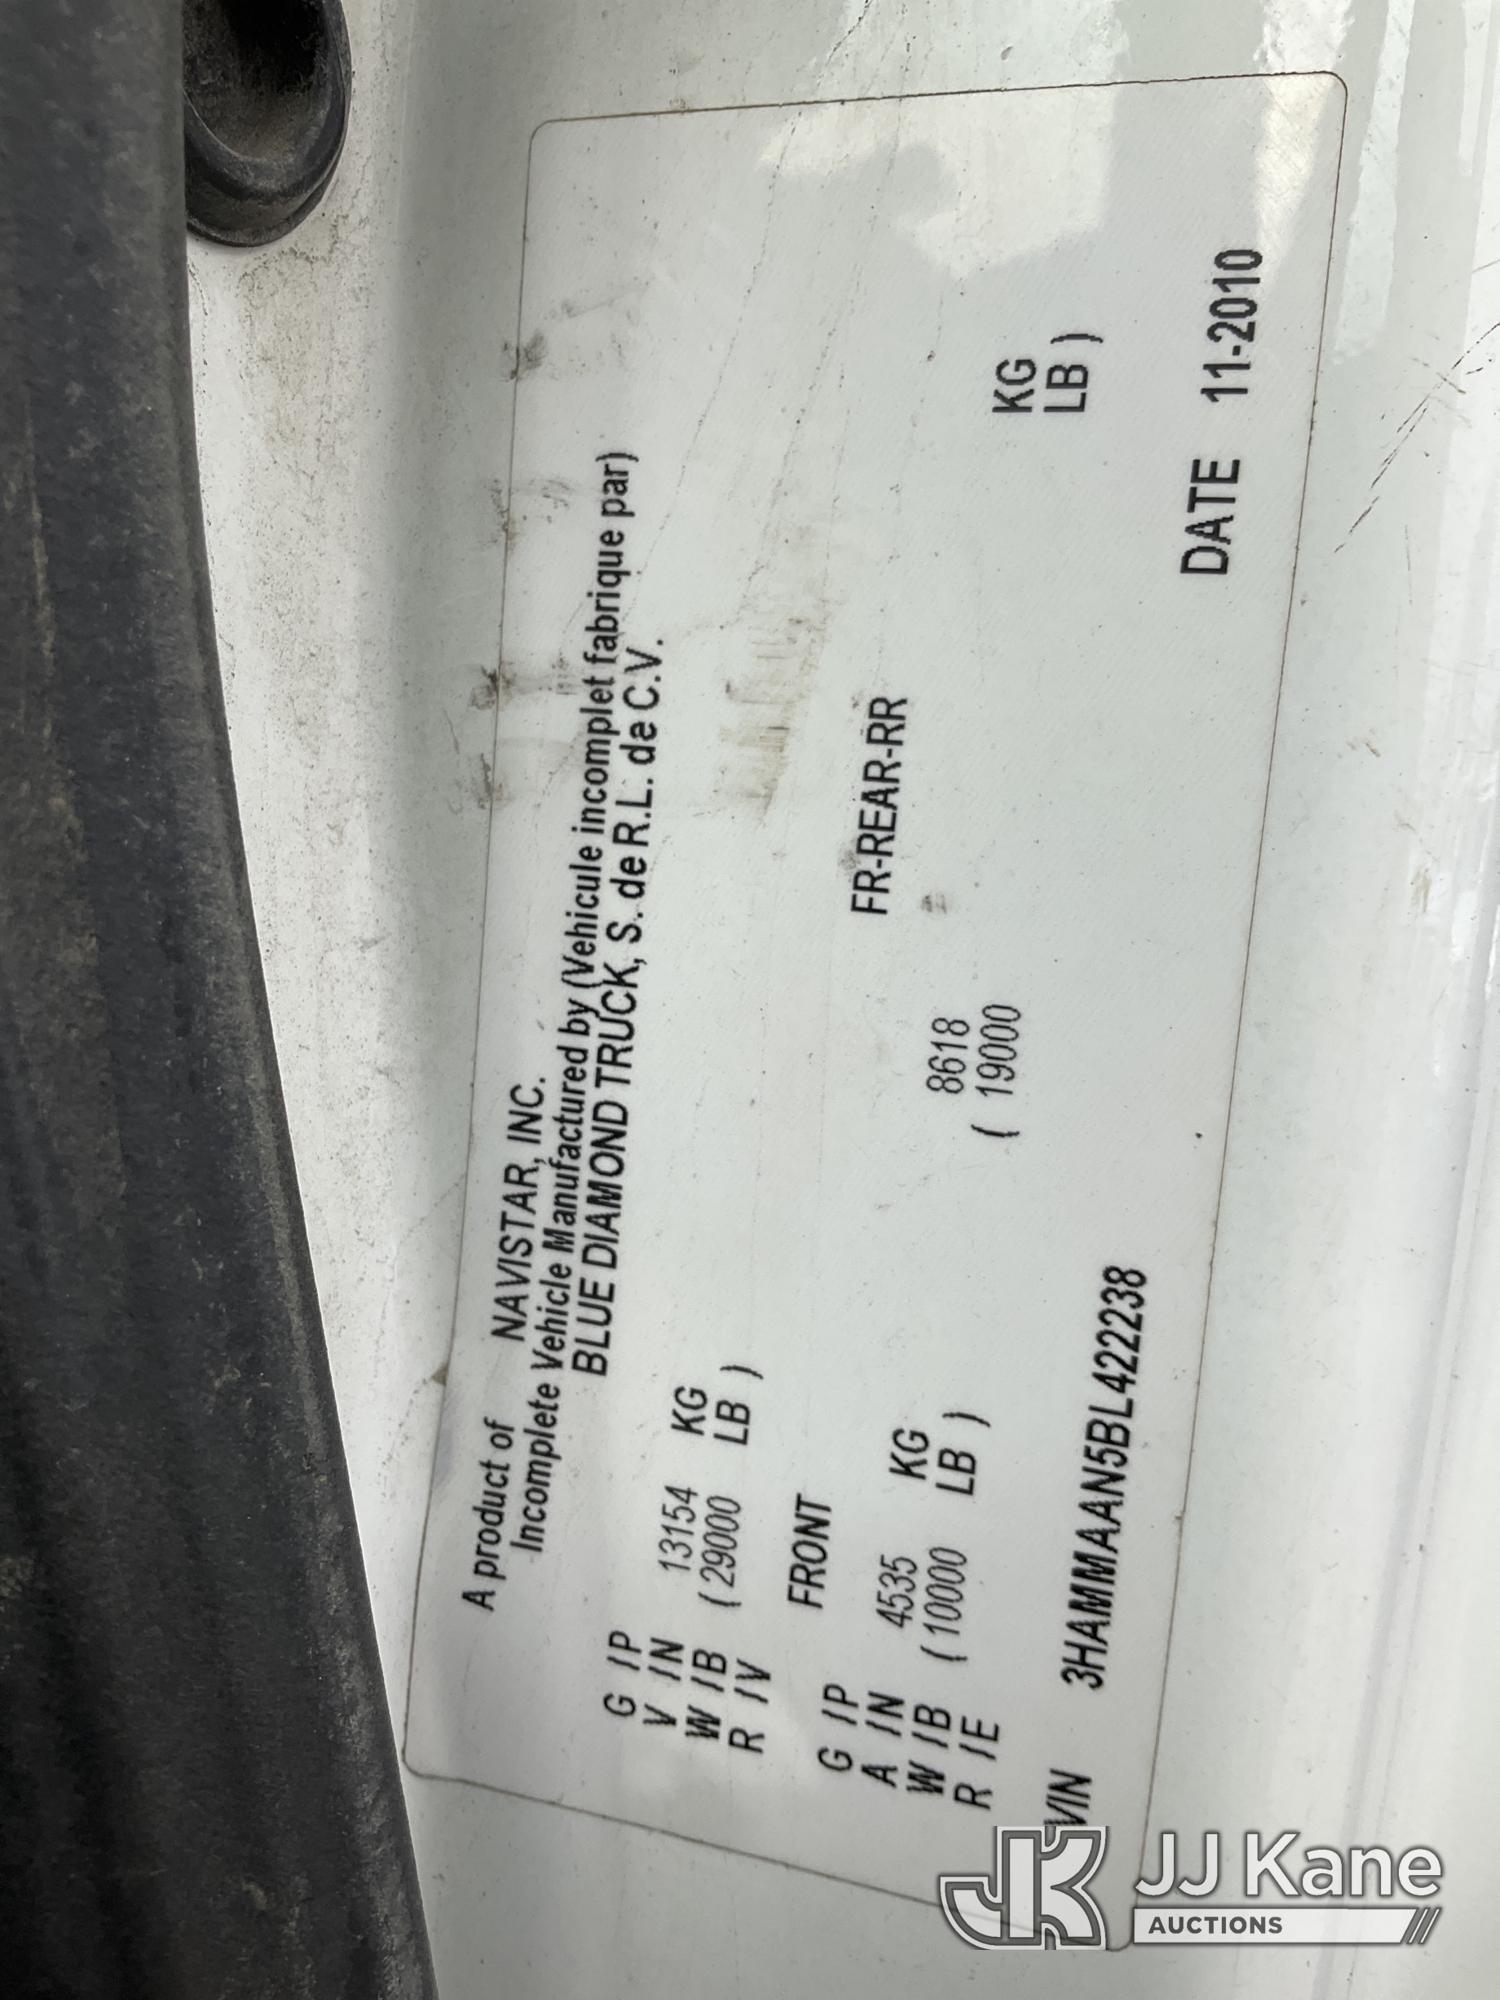 A product of NAVISTAR, INC.
Incomplete Vehicle Manufactured by (Vehicule incomplet fabrique par)
BLUE DIAMOND TRUCK, S. de R.L. de C.V.
G / P
V / N 13154 KG
W / B ( 29000 LB )
R / V
FRONT FR-REAR-RR
G / P
A / N 4535 KG 8618 KG
W / B ( 10000 LB ) ( 19000 LB )
R / E
VIN 3HAMMAAN5BL422238 DATE 11-2010
JK JJ Kane
AUCTIONS